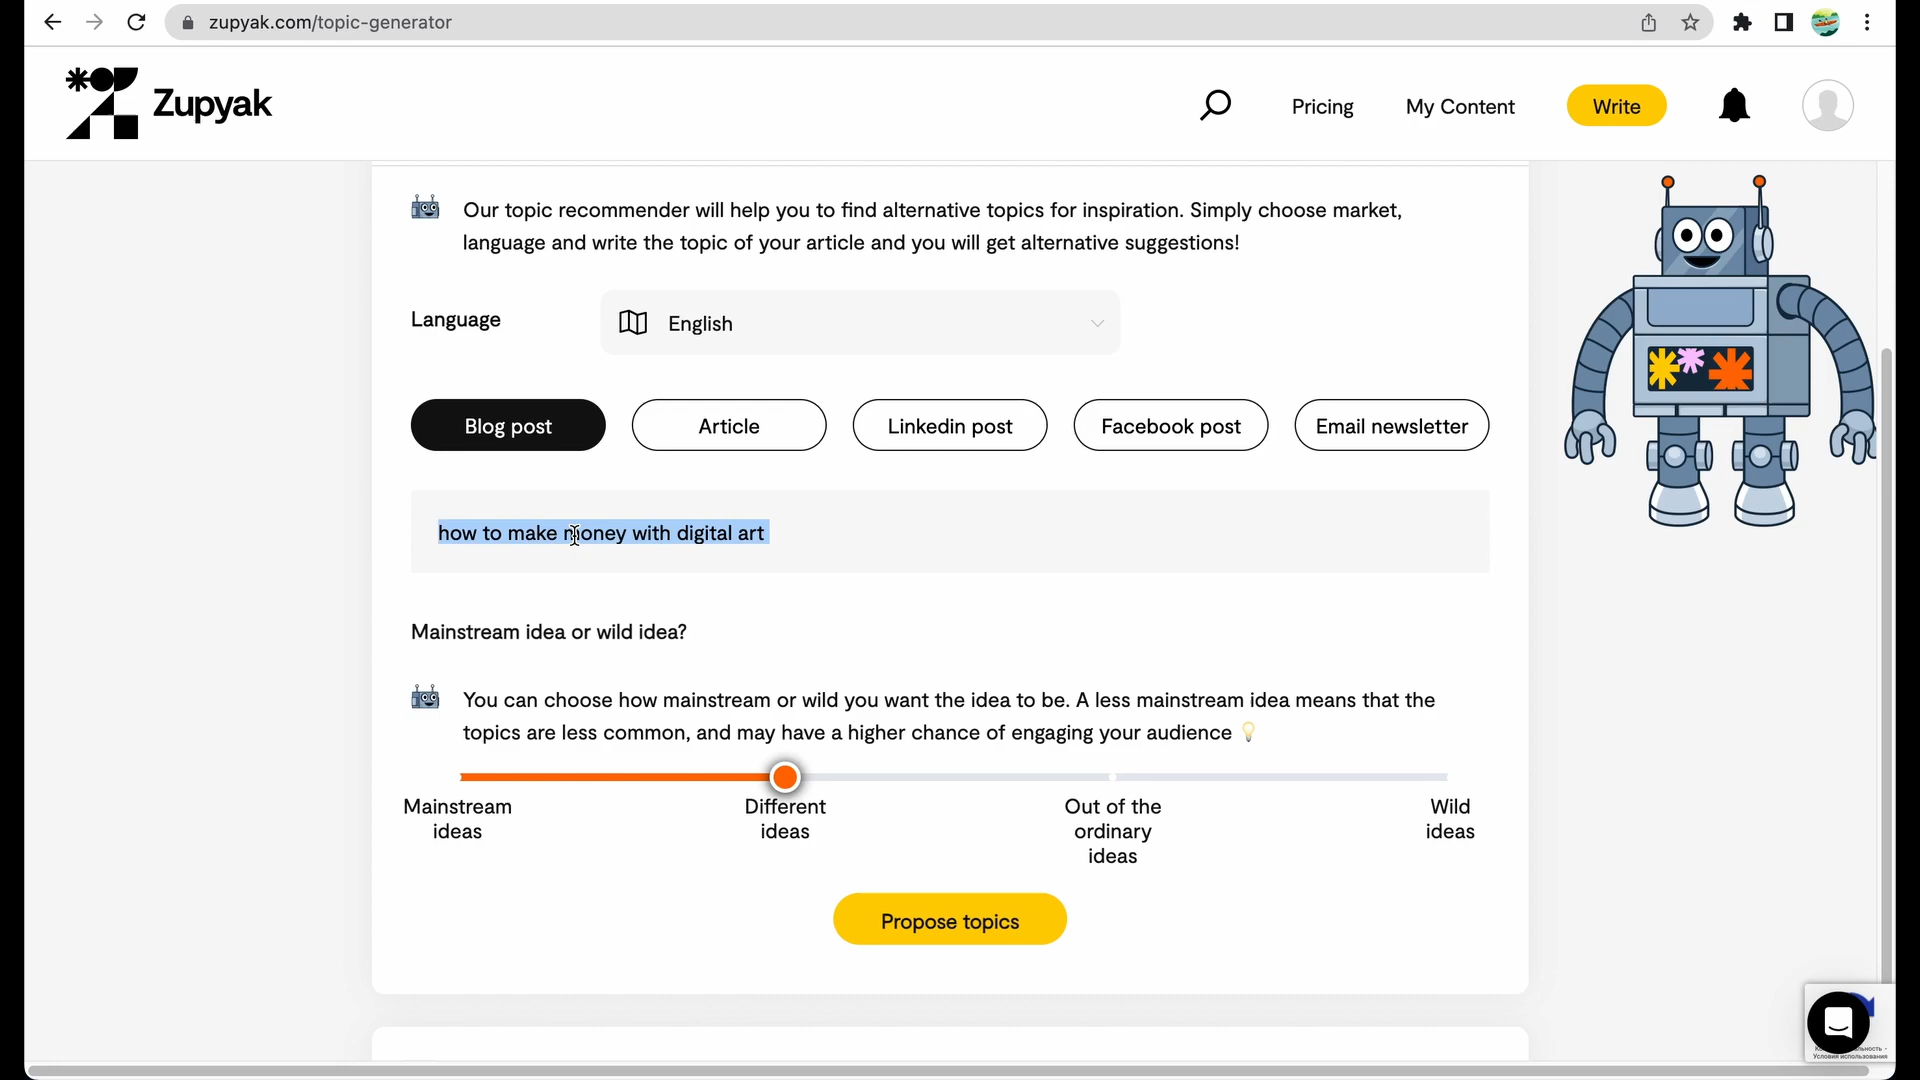 zupyak.com/topic-generator
Zupyak
Pricing
My Content
Write
Our topic recommender will help you to find alternative topics for inspiration. Simply choose market,
language and write the topic of your article and you will get alternative suggestions!
Language
English
Blog post
Article
Linkedin post
Facebook post
Email newsletter
how to make money with digital art
Mainstream idea or wild idea?
You can choose how mainstream or wild you want the idea to be. A less mainstream idea means that the
topics are less common, and may have a higher chance of engaging your audience 💡
Mainstream
ideas
Different
ideas
Out of the
ordinary
ideas
Wild
ideas
Propose topics
Условия использования